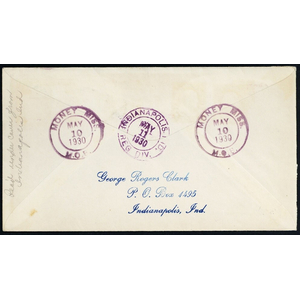 MONEY, MISS.
MAY
10
1930
M.O.
INDIANAPOLIS,
MAY
11
1930
REG. DIV.
MONEY, MISS.
MAY
10
1930
M.O.
George Rogers Clark
P. O. Box 1495
Indianapolis, Ind.